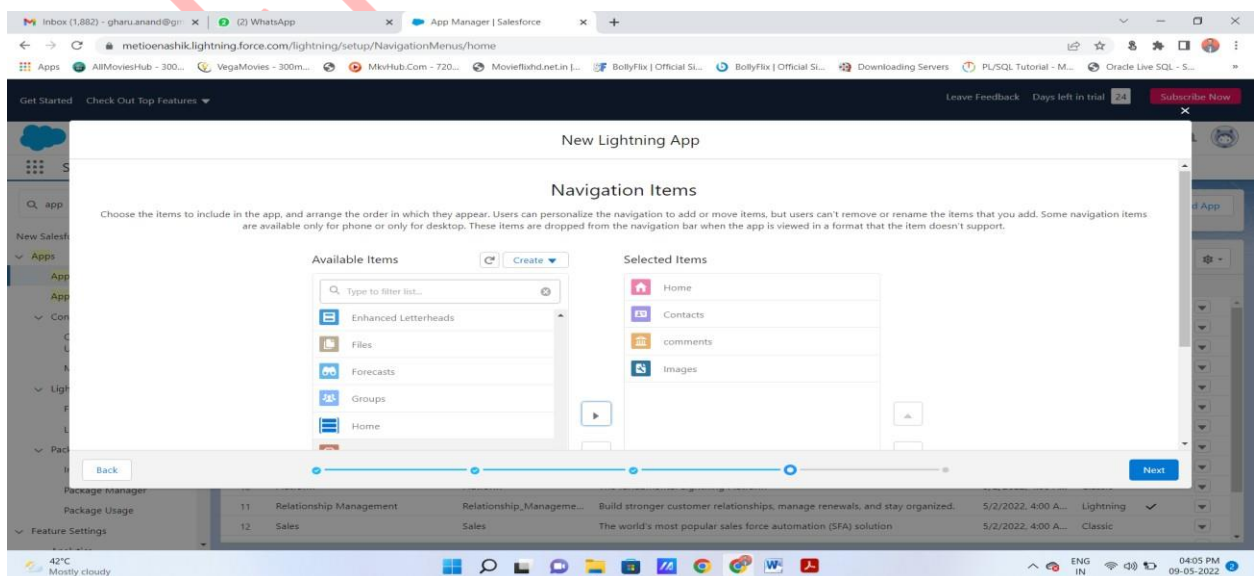 Inbox (1,882) - gharu.anand@gm
(2) WhatsApp
App Manager | Salesforce
metioenashik.lightning.force.com/lightning/setup/NavigationMenus/home
Apps AllMoviesHub - 300... VegaMovies - 300m... MkvHub.Com - 720... Movieflixhd.net.in |... BollyFlix | Official Si... BollyFlix | Official Si... Downloading Servers PL/SQL Tutorial - M... Oracle Live SQL - S... »
Get Started Check Out Top Features Leave Feedback Days left in trial 24 Subscribe Now
New Lightning App
S
Navigation Items
app
d App
Choose the items to include in the app, and arrange the order in which they appear. Users can personalize the navigation to add or move items, but users can't remove or rename the items that you add. Some navigation items
are available only for phone or only for desktop. These items are dropped from the navigation bar when the app is viewed in a format that the item doesn't support.
New Salesf
Apps
App
App
Con
Ligh
Pack
Available Items Create Selected Items
Type to filter list...
Enhanced Letterheads
Files
Forecasts
Groups
Home
Home
Contacts
comments
Images
Back Next
Package Manager
Package Usage
Feature Settings
11 Relationship Management Relationship_Manageme... Build stronger customer relationships, manage renewals, and stay organized. 5/2/2022, 4:00 A... Lightning
12 Sales Sales The world's most popular sales force automation (SFA) solution 5/2/2022, 4:00 A... Classic
42°C
Mostly cloudy
ENG
IN
04:05 PM
09-05-2022
2